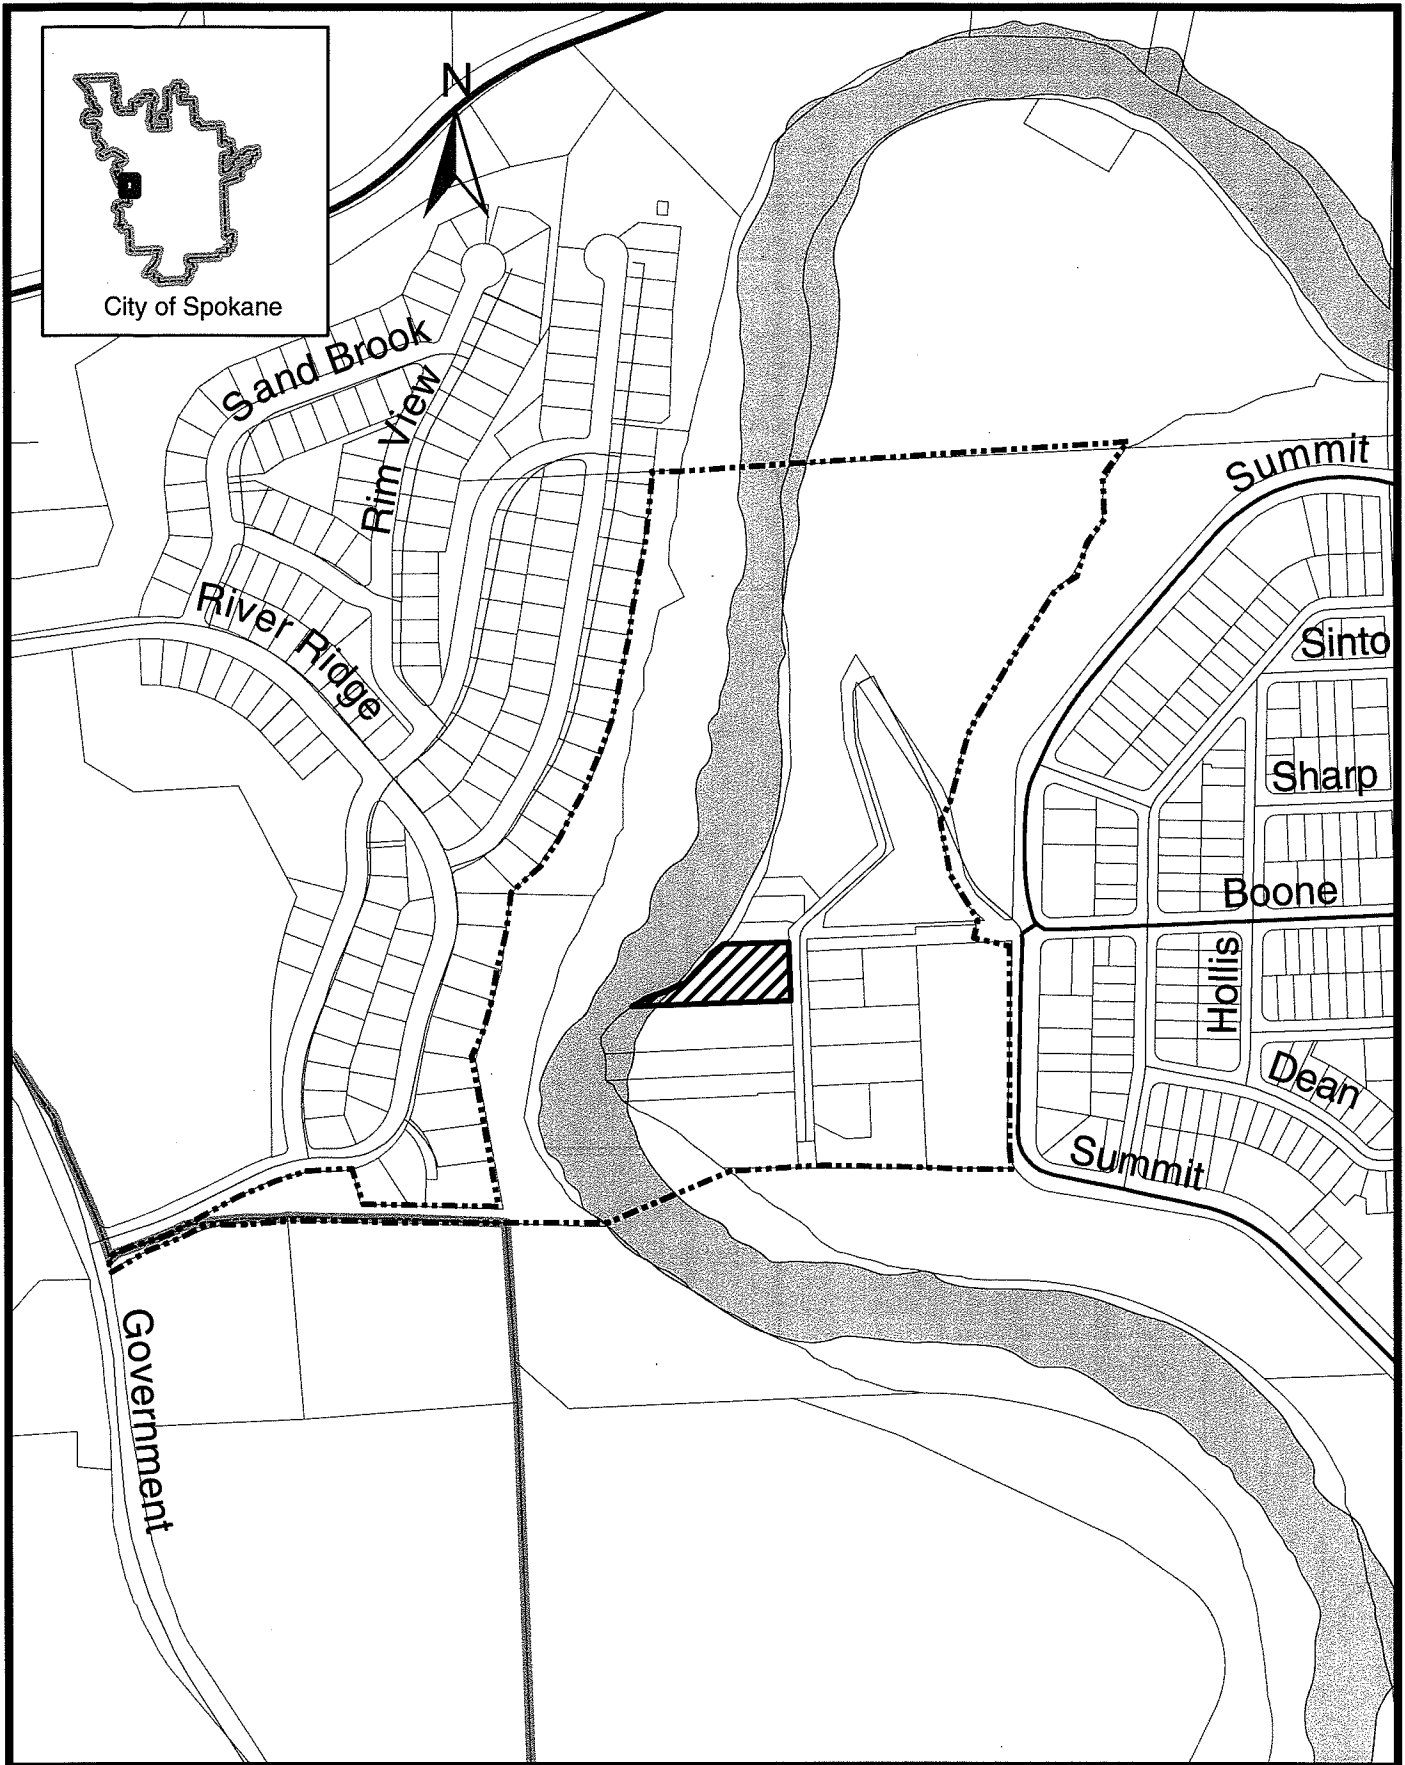 N
City of Spokane
Sand Brook
Rim View
Summit
River Ridge
Sinto
Sharp
Boone
Hollis
Dean
Summit
Government